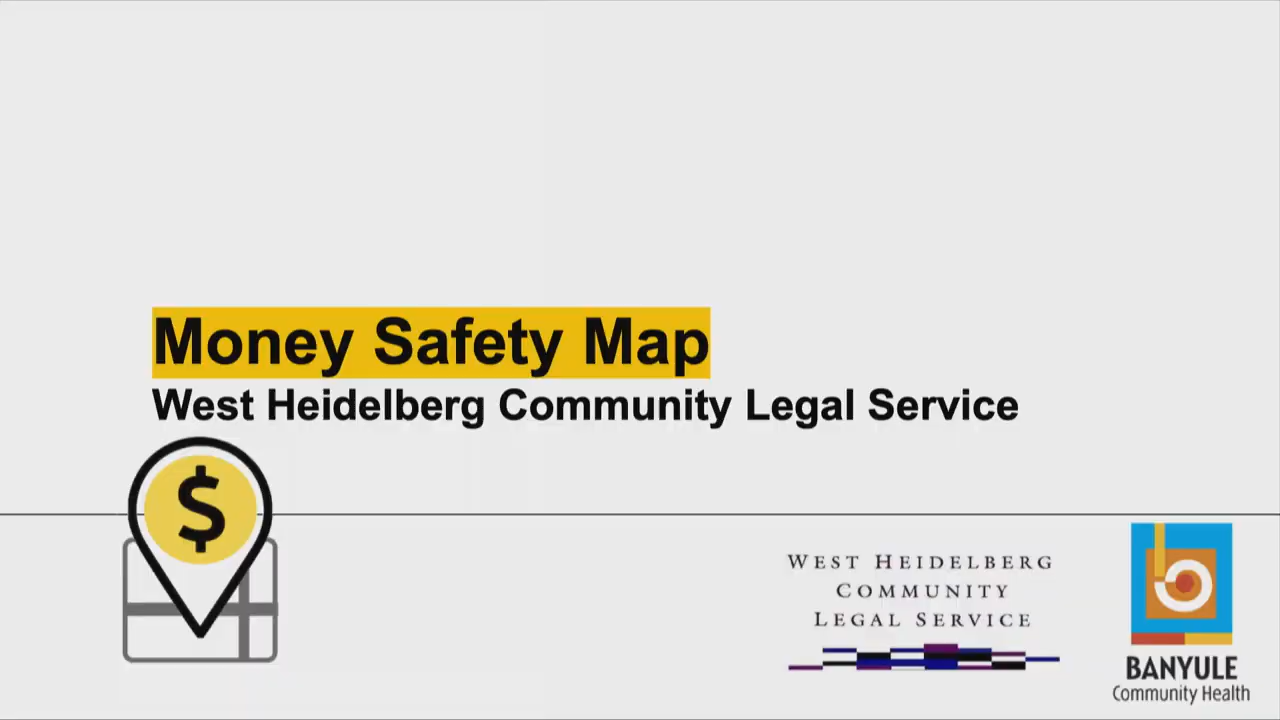 Money Safety Map
West Heidelberg Community Legal Service
$
WEST HEIDELBERG
COMMUNITY
LEGAL SERVICE
b
BANYULE
Community Health